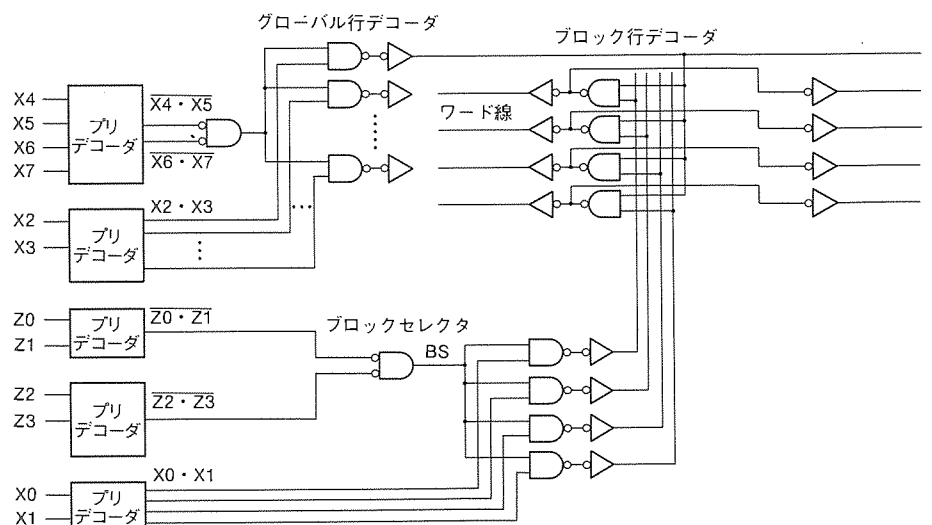 グローバル行デコーダ
ブロック行デコーダ
X4
X5
X6
X7
プリ
デコーダ
X4・X5
X6・X7
ワード線
X2
X3
プリ
デコーダ
X2・X3
Z0
Z1
プリ
デコーダ
Z0・Z1
ブロックセレクタ
BS
Z2
Z3
プリ
デコーダ
Z2・Z3
X0
X1
プリ
デコーダ
X0・X1